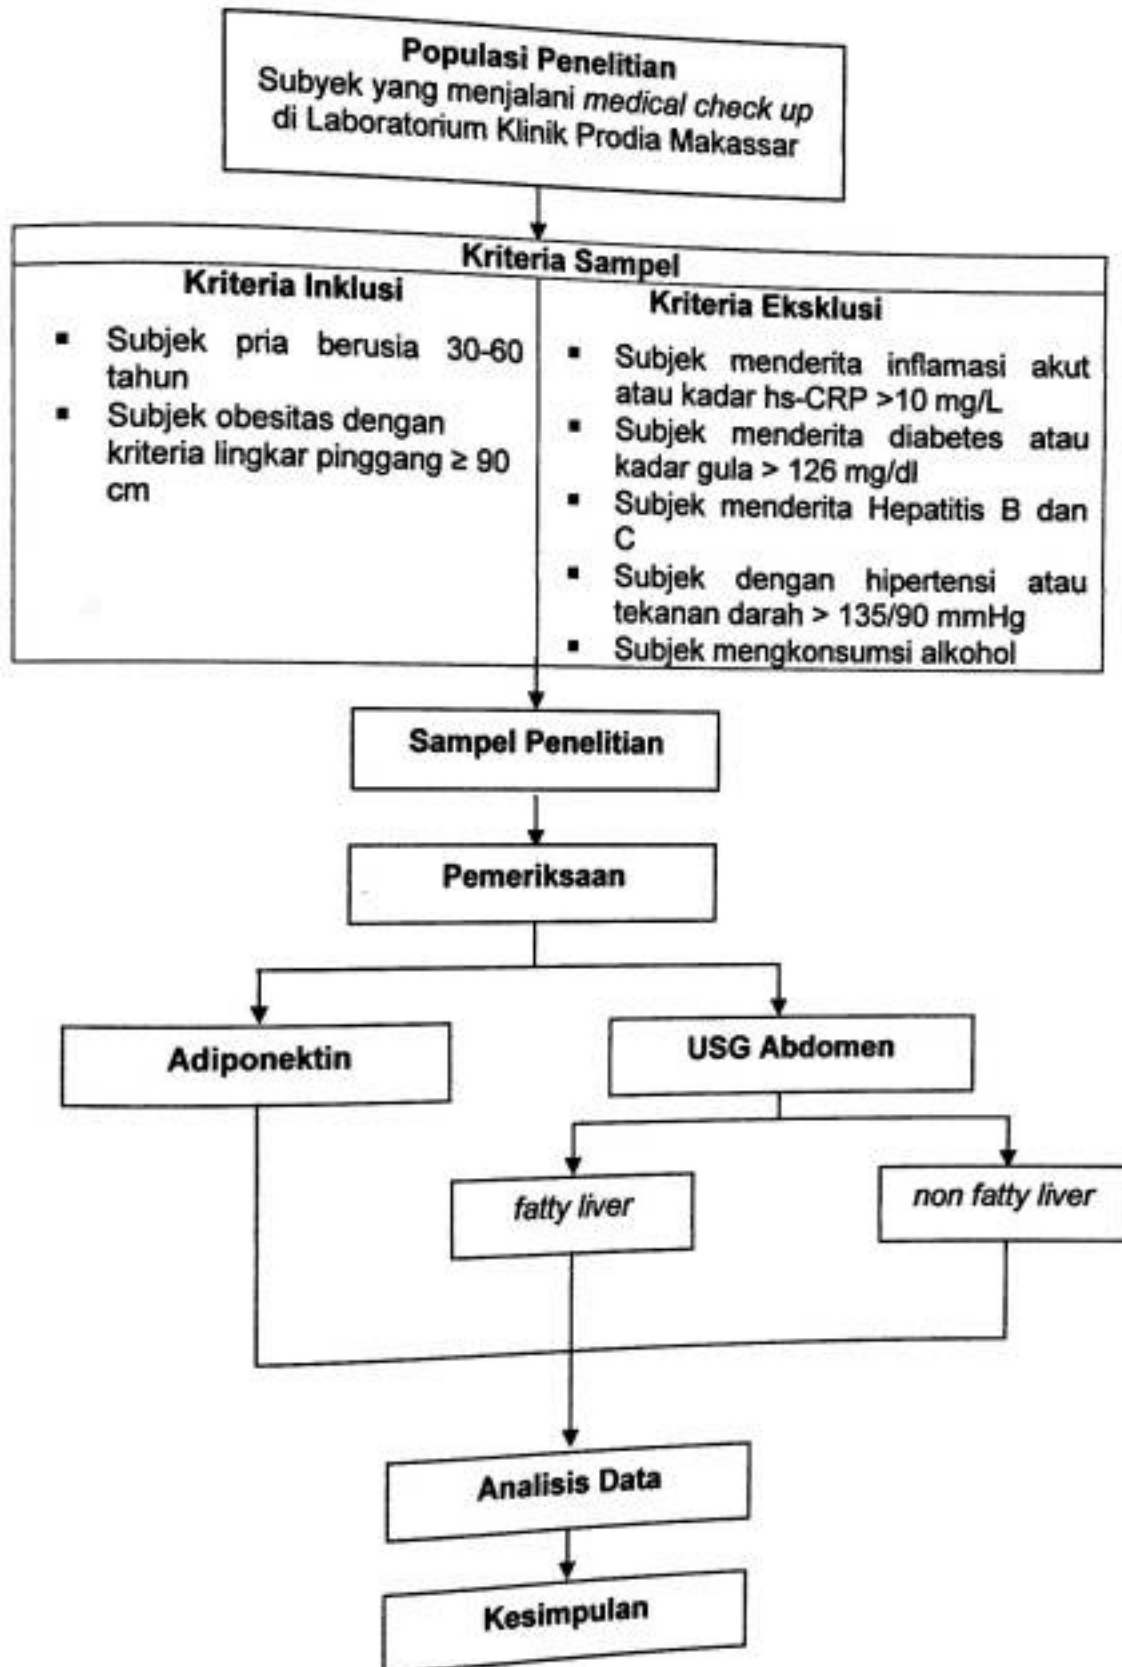 Populasi Penelitian
Subyek yang menjalani medical check up
di Laboratorium Klinik Prodia Makassar
Kriteria Sampel
Kriteria Inklusi
▪ Subjek pria berusia 30-60
tahun
▪ Subjek obesitas dengan
kriteria lingkar pinggang ≥ 90
cm
Kriteria Eksklusi
▪ Subjek menderita inflamasi akut
atau kadar hs-CRP >10 mg/L
▪ Subjek menderita diabetes atau
kadar gula > 126 mg/dl
▪ Subjek menderita Hepatitis B dan
C
▪ Subjek dengan hipertensi atau
tekanan darah > 135/90 mmHg
▪ Subjek mengkonsumsi alkohol
Sampel Penelitian
Pemeriksaan
Adiponektin
USG Abdomen
fatty liver
non fatty liver
Analisis Data
Kesimpulan